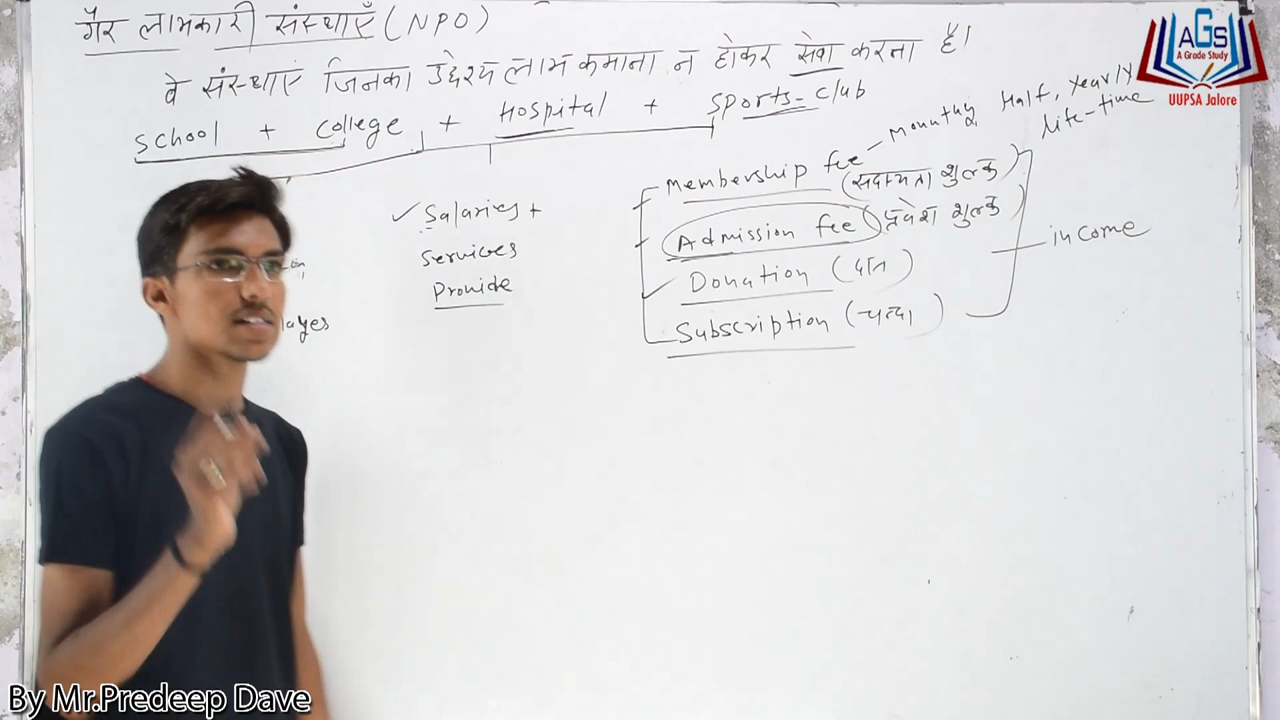 गैर लाभकारी संस्थाएँ (NPO)
वे संस्थाएं जिनका उद्देश्य लाभ कमाना न होकर सेवा करना है।
School + College + Hospital + Sports-Club
Membership fee - Mounthy Half, Yearly
life-time
(सदस्यता शुल्क)
Admission fee (प्रवेश शुल्क)
Donation (दान)
Subscription (चन्दा)
income
✓ Salaries +
Services
Provide
AGS
A Grade Study
UUPSA Jalore
By Mr.Predeep Dave